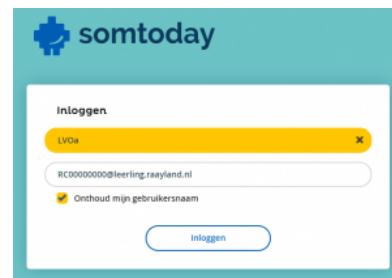 somtoday
Inloggen
LVOa
RC00000000@leerling.raayland.nl
Onthoud mijn gebruikersnaam
Inloggen